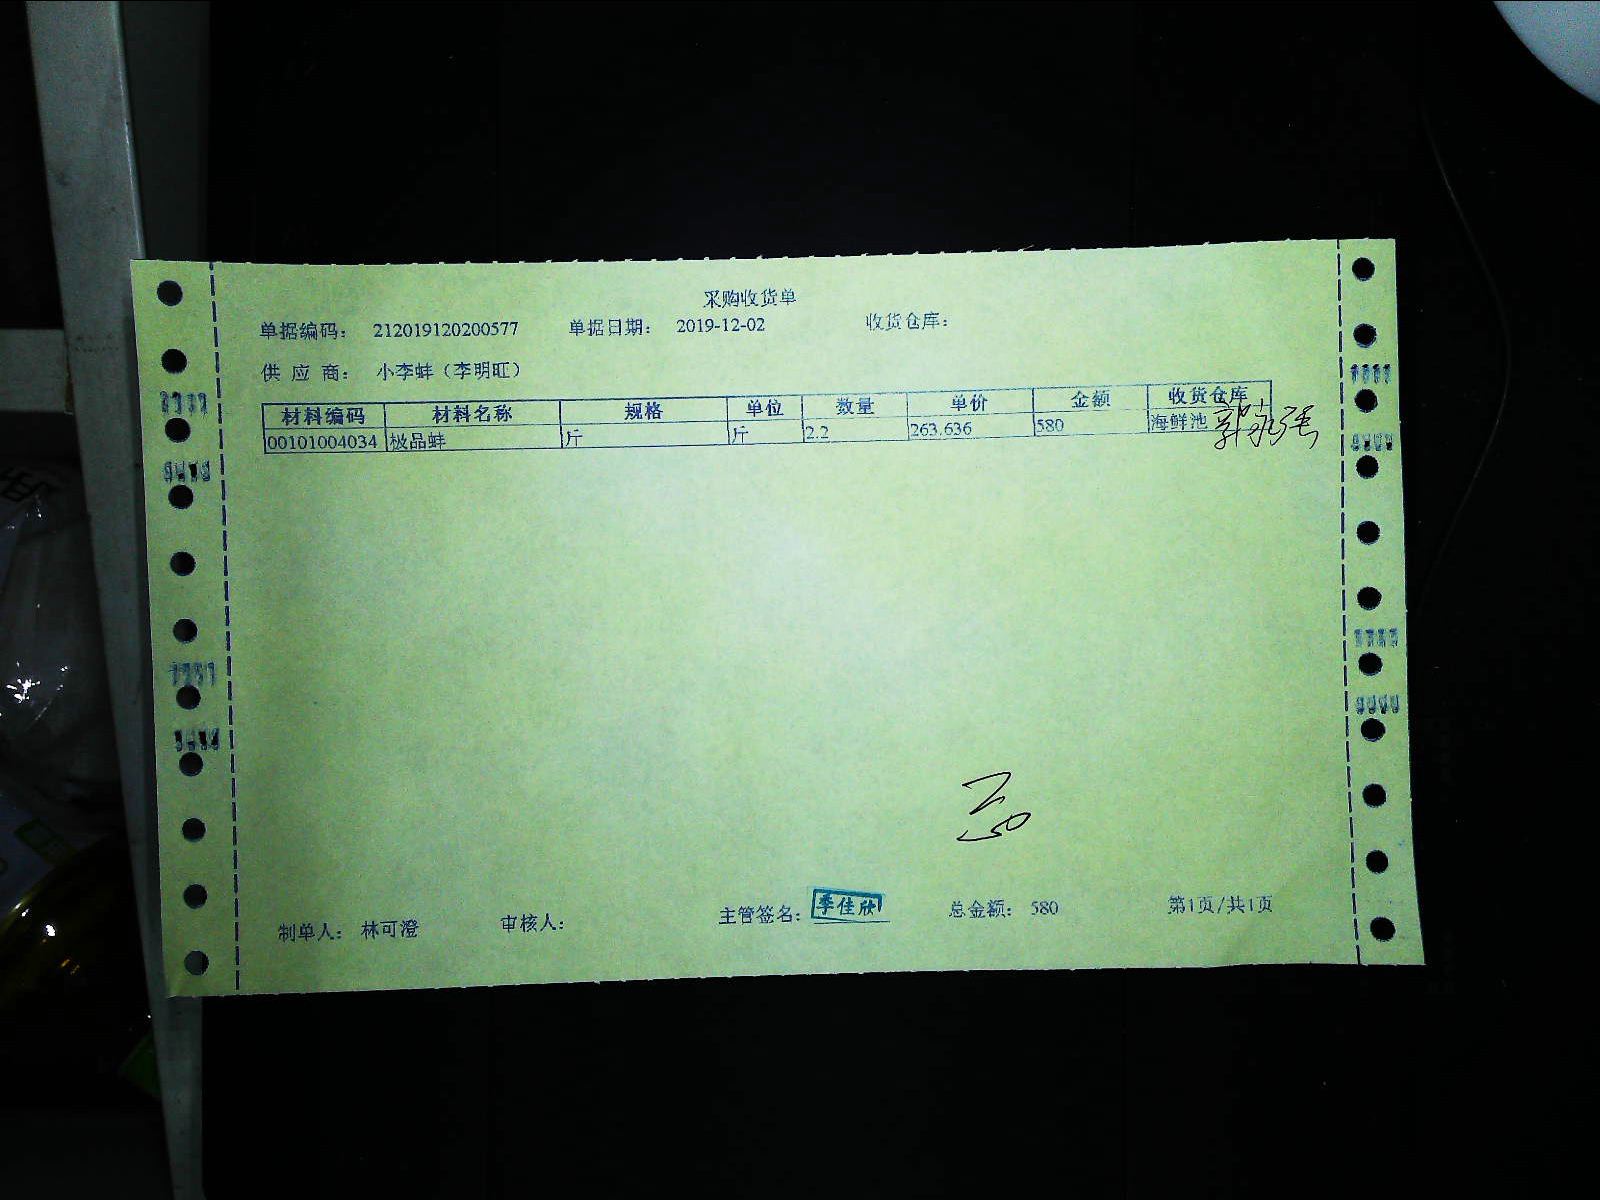 采购收货单
单据编码: 212019120200577 单据日期: 2019-12-02 收货仓库:
供 应 商: 小李蚌（李明旺）
材料编码 材料名称 规格 单位 数量 单价 金额 收货仓库
00101004034 极品蚌 斤 斤 2.2 263.636 580 海鲜池
制单人: 林可澄 审核人: 主管签名: 李佳欣 总金额: 580 第1页/共1页